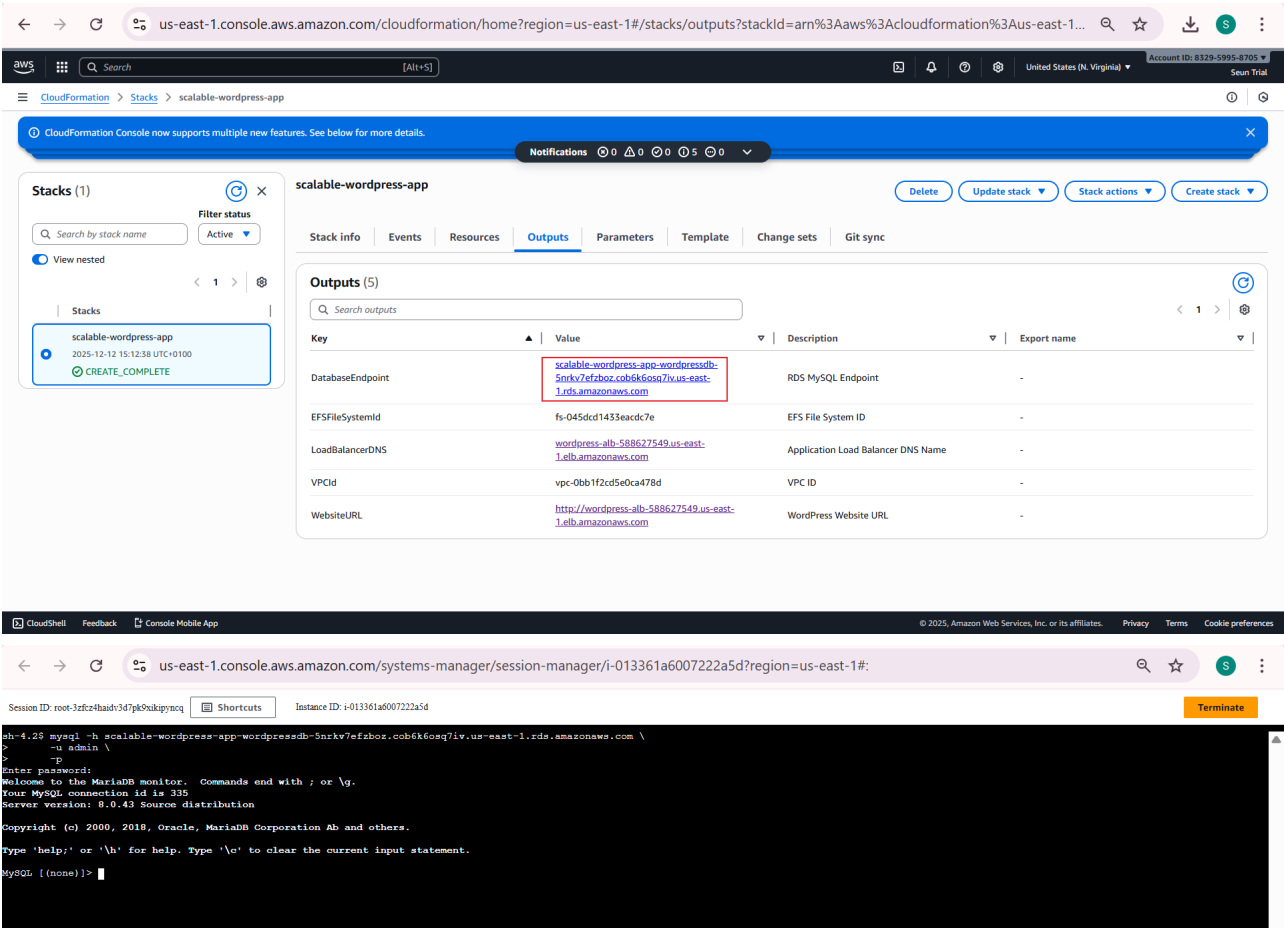 us-east-1.console.aws.amazon.com/cloudformation/home?region=us-east-1#/stacks/outputs?stackId=arn%3Aaws%3Acloudformation%3Aus-east-1...
S
aws
Search
[Alt+S]
United States (N. Virginia)
Account ID: 8329-5995-8705
Seun Trial
CloudFormation > Stacks > scalable-wordpress-app
CloudFormation Console now supports multiple new features. See below for more details.
Notifications 0 0 0 5 0
Stacks (1)
Filter status
Search by stack name
Active
View nested
< 1 >
Stacks
scalable-wordpress-app
2025-12-12 15:12:38 UTC+0100
CREATE_COMPLETE
scalable-wordpress-app
Delete
Update stack
Stack actions
Create stack
Stack info
Events
Resources
Outputs
Parameters
Template
Change sets
Git sync
Outputs (5)
Search outputs
< 1 >
Key
Value
Description
Export name
DatabaseEndpoint
scalable-wordpress-app-wordpressdb-
5nrkv7efzboz.cob6k6osq7iv.us-east-
1.rds.amazonaws.com
RDS MySQL Endpoint
-
EFSFileSystemId
fs-045dcd1433eacdc7e
EFS File System ID
-
LoadBalancerDNS
wordpress-alb-588627549.us-east-
1.elb.amazonaws.com
Application Load Balancer DNS Name
-
VPCId
vpc-0bb1f2cd5e0ca478d
VPC ID
-
WebsiteURL
http://wordpress-alb-588627549.us-east-
1.elb.amazonaws.com
WordPress Website URL
-
CloudShell
Feedback
Console Mobile App
© 2025, Amazon Web Services, Inc. or its affiliates.
Privacy
Terms
Cookie preferences
us-east-1.console.aws.amazon.com/systems-manager/session-manager/i-013361a6007222a5d?region=us-east-1#:
S
Session ID: root-3zfcz4haidv3d7pk9xikipyncq
Shortcuts
Instance ID: i-013361a6007222a5d
Terminate
sh-4.2$ mysql -h scalable-wordpress-app-wordpressdb-5nrkv7efzboz.cob6k6osq7iv.us-east-1.rds.amazonaws.com \
> -u admin \
> -p
Enter password:
Welcome to the MariaDB monitor. Commands end with ; or \g.
Your MySQL connection id is 335
Server version: 8.0.43 Source distribution
Copyright (c) 2000, 2018, Oracle, MariaDB Corporation Ab and others.
Type 'help;' or '\h' for help. Type '\c' to clear the current input statement.
MySQL [(none)]>